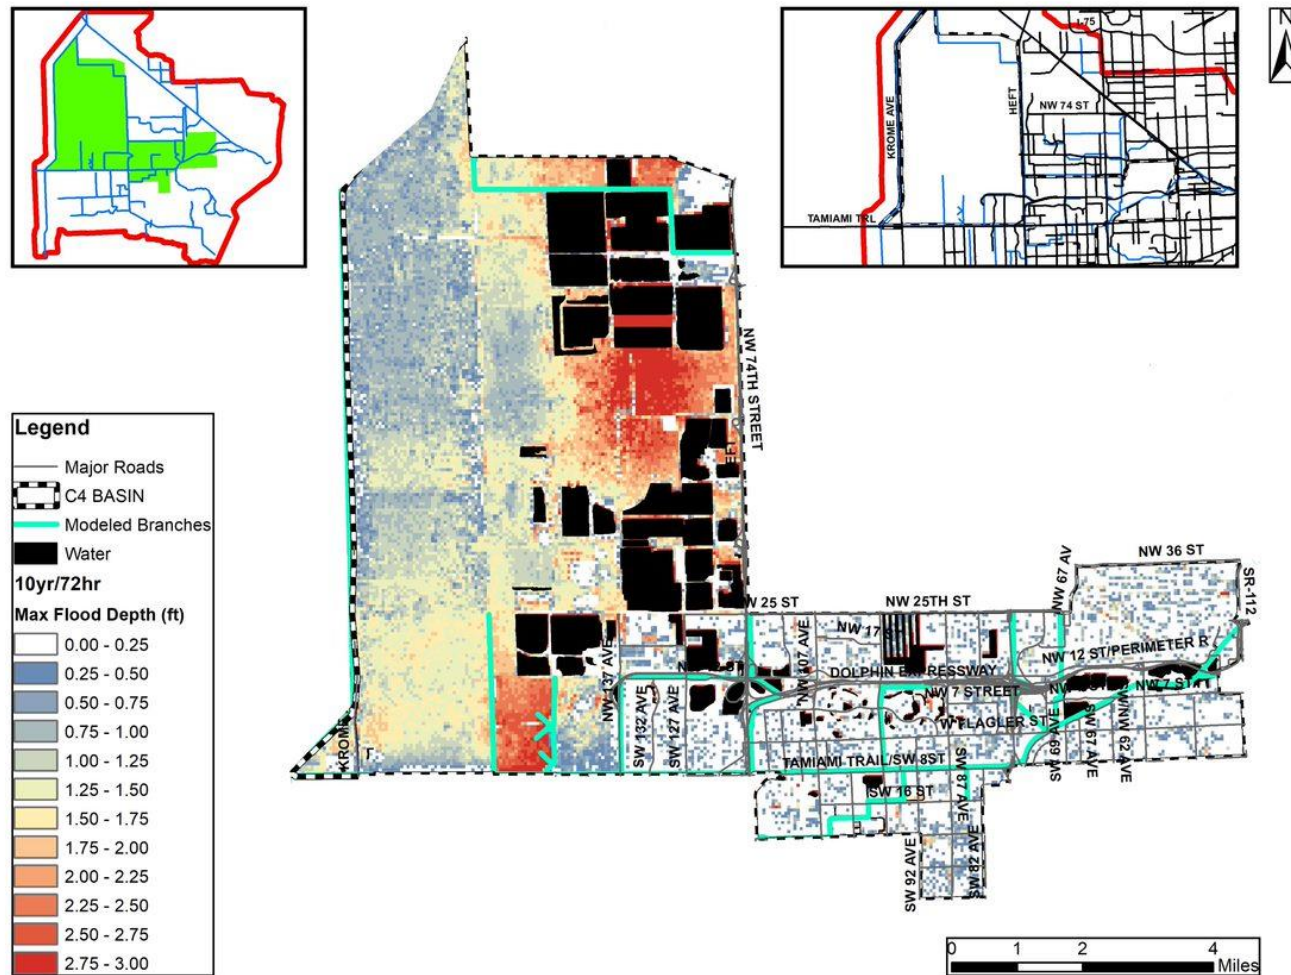 N
I-75
KROME AVE
HEFT
NW 74 ST
TAMIAMI TRL
NW 74TH STREET
Legend
Major Roads
C4 BASIN
Modeled Branches
Water
10yr/72hr
Max Flood Depth (ft)
0.00 - 0.25
0.25 - 0.50
0.50 - 0.75
0.75 - 1.00
1.00 - 1.25
1.25 - 1.50
1.50 - 1.75
1.75 - 2.00
2.00 - 2.25
2.25 - 2.50
2.50 - 2.75
2.75 - 3.00
KROME
NW 36 ST
NW 67 AV
SR-112
25 ST
NW 25TH ST
NW 17 ST
NW 137 AVE
NW 107 AVE
DOLPHIN EXPRESSWAY
NW 12 ST/PERIMETER R
NW 7 STREET
NW 7 ST
SW 132 AVE
SW 127 AVE
W FLAGLER ST
SW 69 AVE
SW 67 AVE
SW/NW 62 AVE
TAMIAMI TRAIL/SW 8ST
SW 16 ST
SW 87 AVE
SW 92 AVE
SW 82 AVE
0 1 2 4
Miles